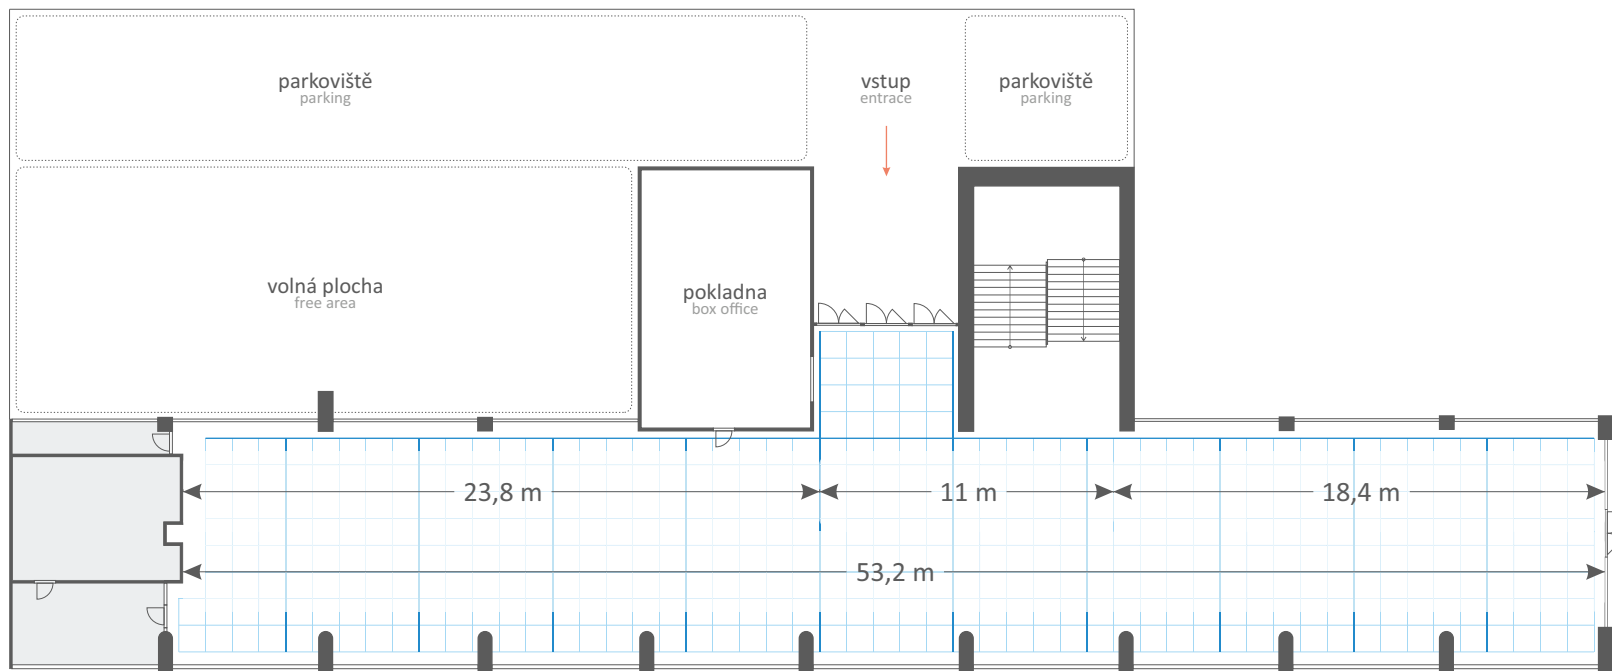 parkoviště
parking
vstup
entrace
parkoviště
parking
volná plocha
free area
pokladna
box office
23,8 m
11 m
18,4 m
53,2 m